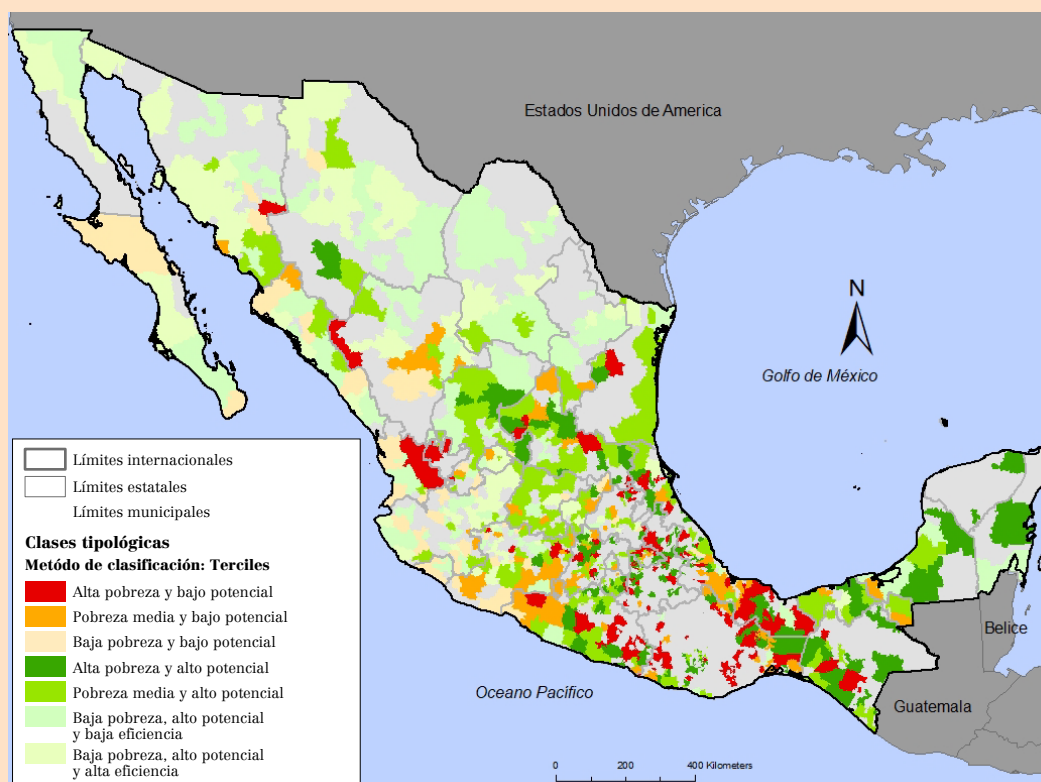 Estados Unidos de America
N
Golfo de México
Límites internacionales
Límites estatales
Límites municipales
Clases tipológicas
Metódo de clasificación: Terciles
Alta pobreza y bajo potencial
Pobreza media y bajo potencial
Baja pobreza y bajo potencial
Alta pobreza y alto potencial
Pobreza media y alto potencial
Baja pobreza, alto potencial
y baja eficiencia
Baja pobreza, alto potencial
y alta eficiencia
Belice
Oceano Pacífico
Guatemala
0 200 400 Kilometers